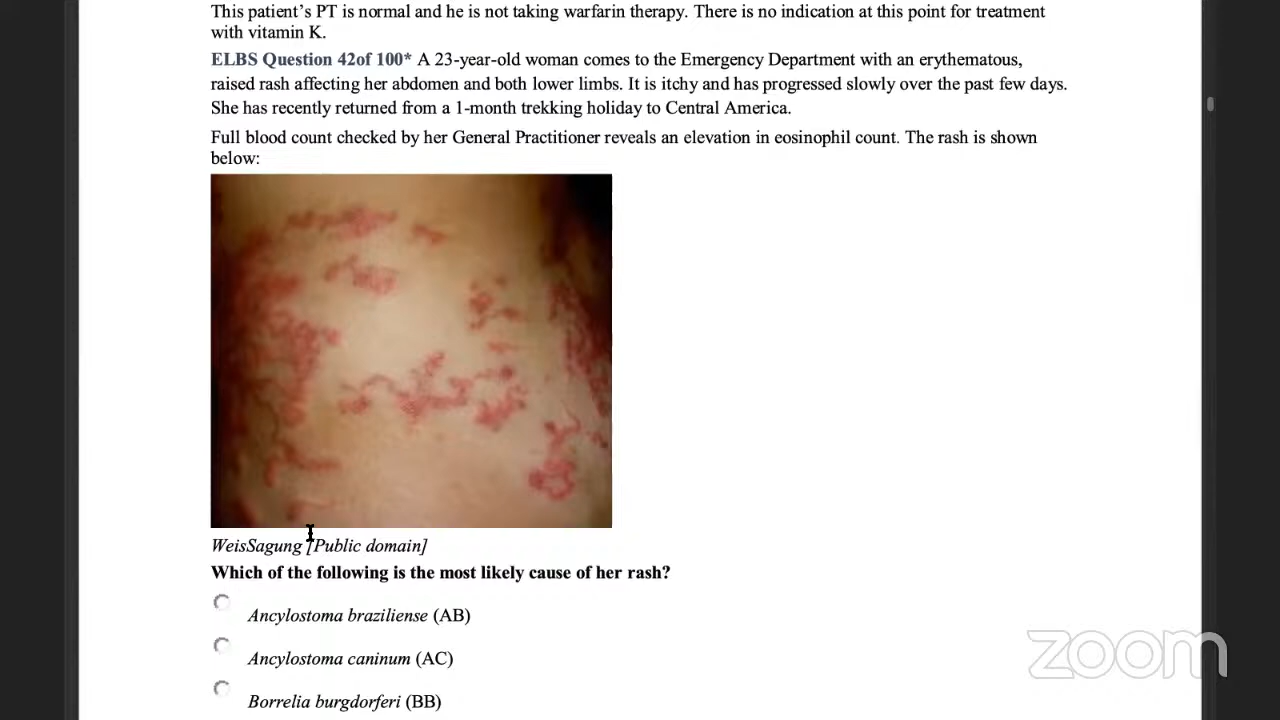 This patient’s PT is normal and he is not taking warfarin therapy. There is no indication at this point for treatment
with vitamin K.
ELBS Question 42of 100* A 23-year-old woman comes to the Emergency Department with an erythematous,
raised rash affecting her abdomen and both lower limbs. It is itchy and has progressed slowly over the past few days.
She has recently returned from a 1-month trekking holiday to Central America.
Full blood count checked by her General Practitioner reveals an elevation in eosinophil count. The rash is shown
below:
WeisSagung [Public domain]
Which of the following is the most likely cause of her rash?
Ancylostoma braziliense (AB)
Ancylostoma caninum (AC)
Borrelia burgdorferi (BB)
zoom